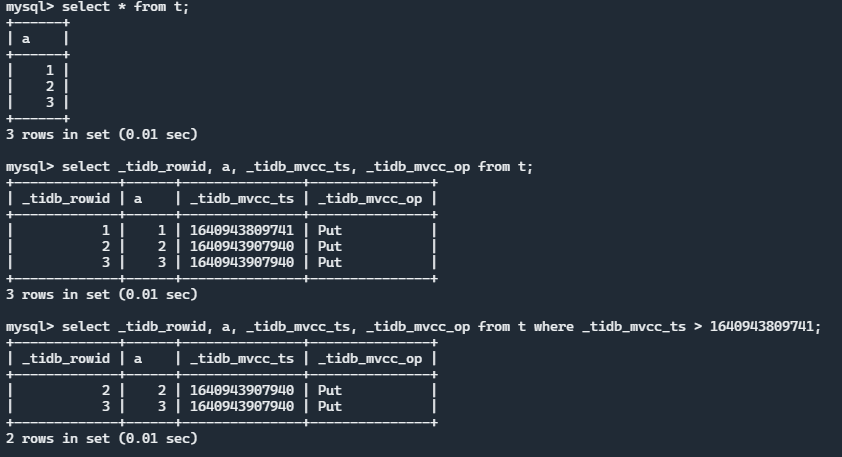 mysql> select * from t;
+------+
| a    |
+------+
|    1 |
|    2 |
|    3 |
+------+
3 rows in set (0.01 sec)
mysql> select _tidb_rowid, a, _tidb_mvcc_ts, _tidb_mvcc_op from t;
+-------------+------+---------------+---------------+
| _tidb_rowid | a    | _tidb_mvcc_ts | _tidb_mvcc_op |
+-------------+------+---------------+---------------+
|           1 |    1 | 1640943809741 | Put           |
|           2 |    2 | 1640943907940 | Put           |
|           3 |    3 | 1640943907940 | Put           |
+-------------+------+---------------+---------------+
3 rows in set (0.01 sec)
mysql> select _tidb_rowid, a, _tidb_mvcc_ts, _tidb_mvcc_op from t where _tidb_mvcc_ts > 1640943809741;
+-------------+------+---------------+---------------+
| _tidb_rowid | a    | _tidb_mvcc_ts | _tidb_mvcc_op |
+-------------+------+---------------+---------------+
|           2 |    2 | 1640943907940 | Put           |
|           3 |    3 | 1640943907940 | Put           |
+-------------+------+---------------+---------------+
2 rows in set (0.01 sec)